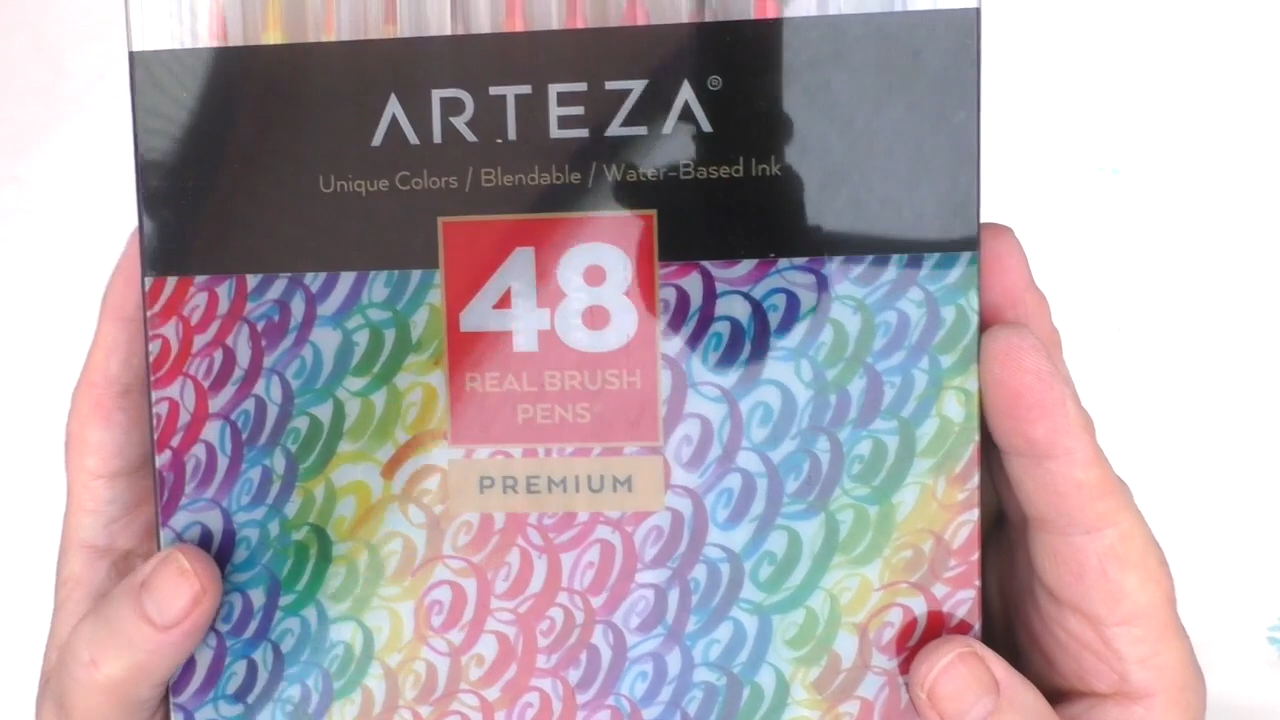 ARTEZA®
Unique Colors / Blendable / Water-Based Ink
48
REAL BRUSH
PENS
PREMIUM